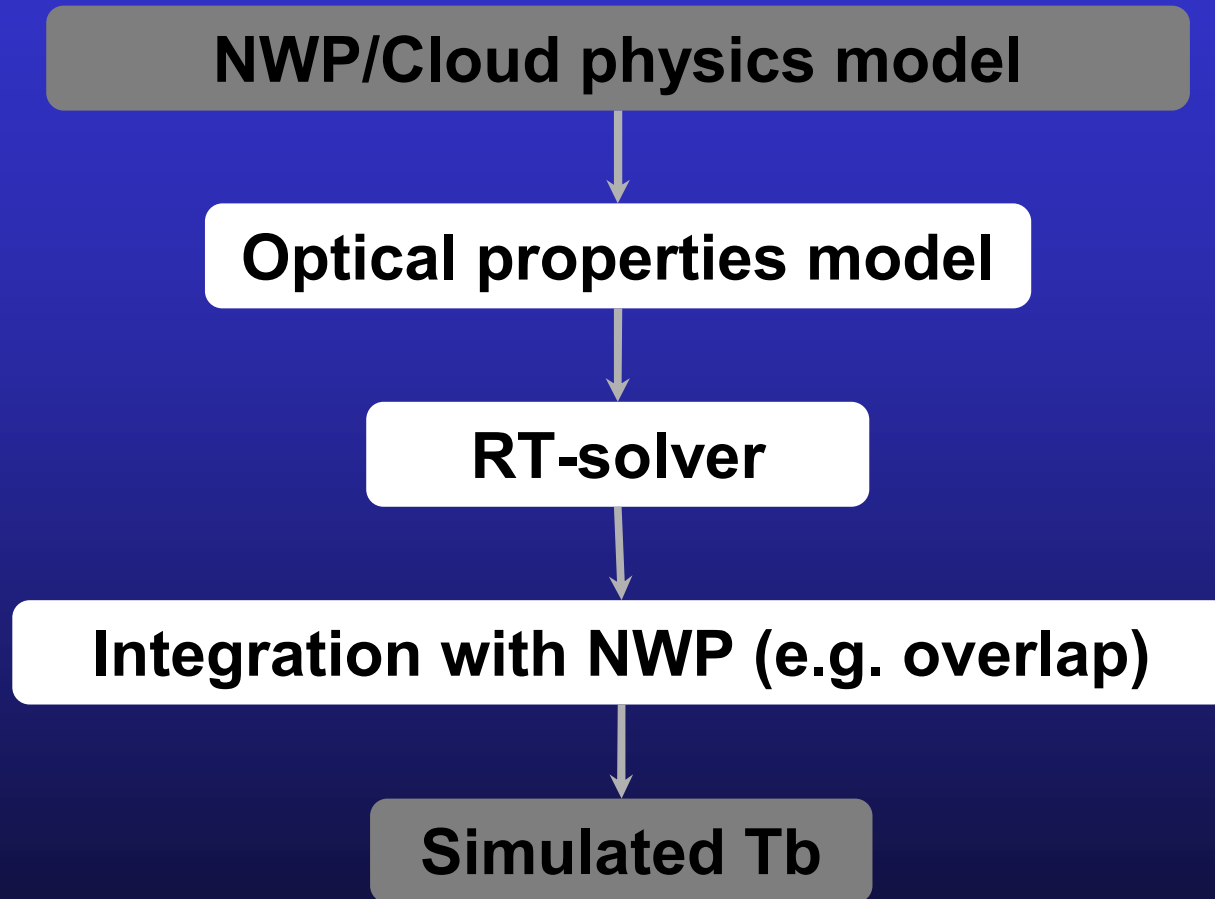 NWP/Cloud physics model
Optical properties model
RT-solver
Integration with NWP (e.g. overlap)
Simulated Tb